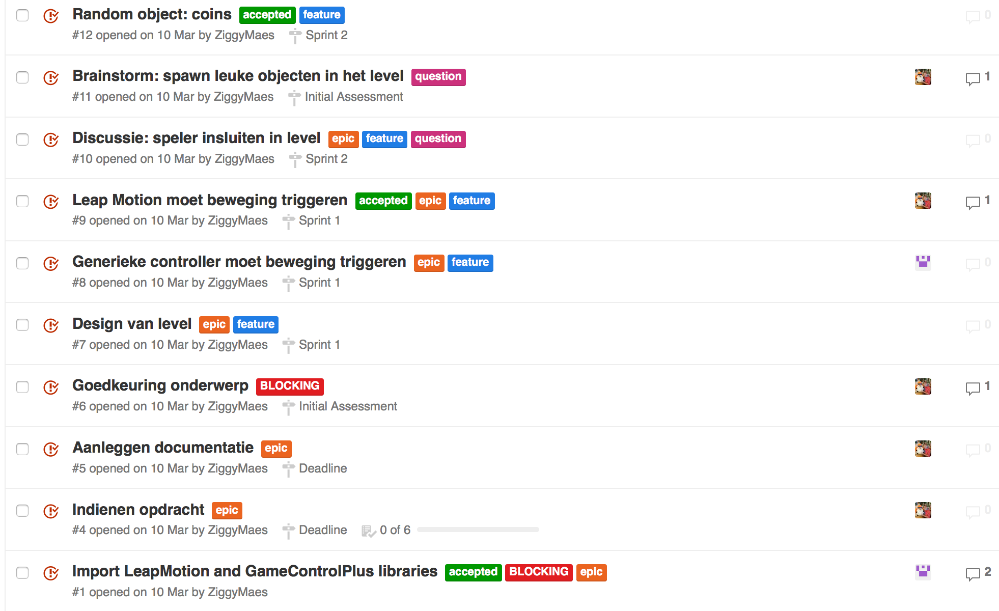 Random object: coins accepted feature 0
#12 opened on 10 Mar by ZiggyMaes Sprint 2
Brainstorm: spawn leuke objecten in het level question 1
#11 opened on 10 Mar by ZiggyMaes Initial Assessment
Discussie: speler insluiten in level epic feature question 0
#10 opened on 10 Mar by ZiggyMaes Sprint 2
Leap Motion moet beweging triggeren accepted epic feature 1
#9 opened on 10 Mar by ZiggyMaes Sprint 1
Generieke controller moet beweging triggeren epic feature 0
#8 opened on 10 Mar by ZiggyMaes Sprint 1
Design van level epic feature 0
#7 opened on 10 Mar by ZiggyMaes Sprint 1
Goedkeuring onderwerp BLOCKING 1
#6 opened on 10 Mar by ZiggyMaes Initial Assessment
Aanleggen documentatie epic 0
#5 opened on 10 Mar by ZiggyMaes Deadline
Indienen opdracht epic 0
#4 opened on 10 Mar by ZiggyMaes Deadline 0 of 6
Import LeapMotion and GameControlPlus libraries accepted BLOCKING epic 2
#1 opened on 10 Mar by ZiggyMaes